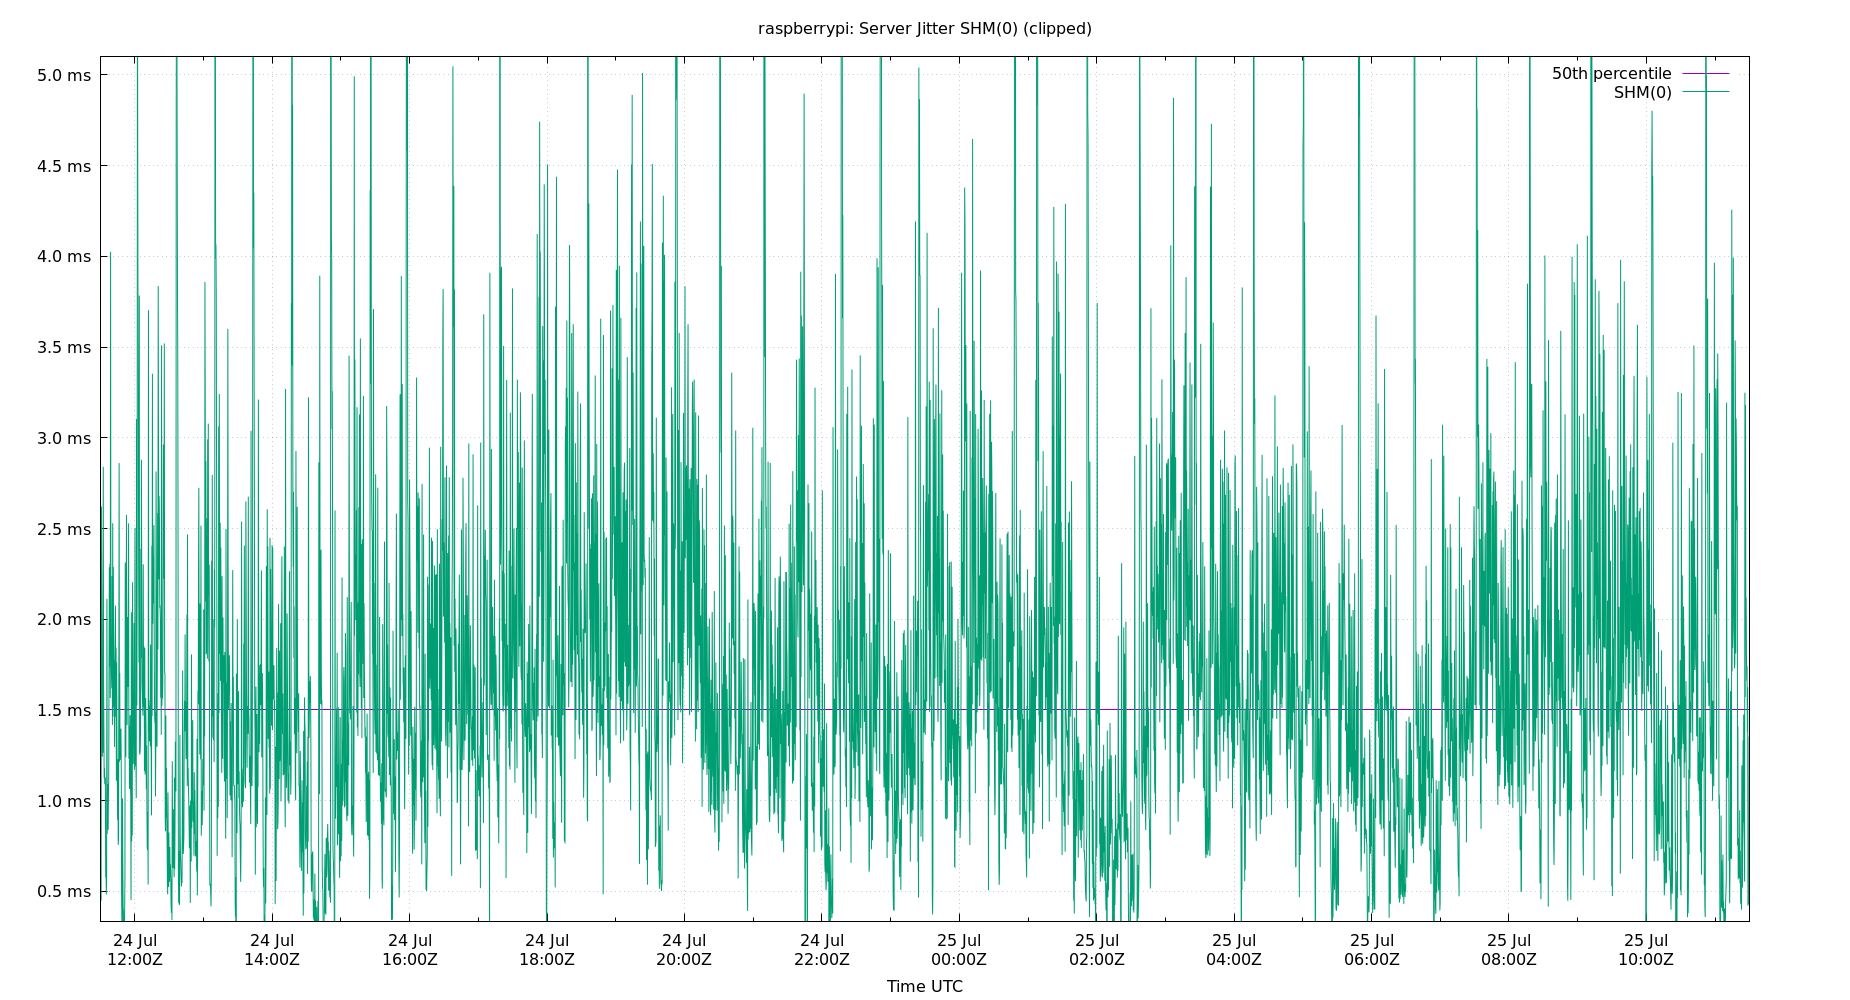 raspberrypi: Server Jitter SHM(0) (clipped)
50th percentile
SHM(0)
5.0 ms
4.5 ms
4.0 ms
3.5 ms
3.0 ms
2.5 ms
2.0 ms
1.5 ms
1.0 ms
0.5 ms
24 Jul 24 Jul 24 Jul 24 Jul 24 Jul 24 Jul 25 Jul 25 Jul 25 Jul 25 Jul 25 Jul 25 Jul
12:00Z 14:00Z 16:00Z 18:00Z 20:00Z 22:00Z 00:00Z 02:00Z 04:00Z 06:00Z 08:00Z 10:00Z
Time UTC